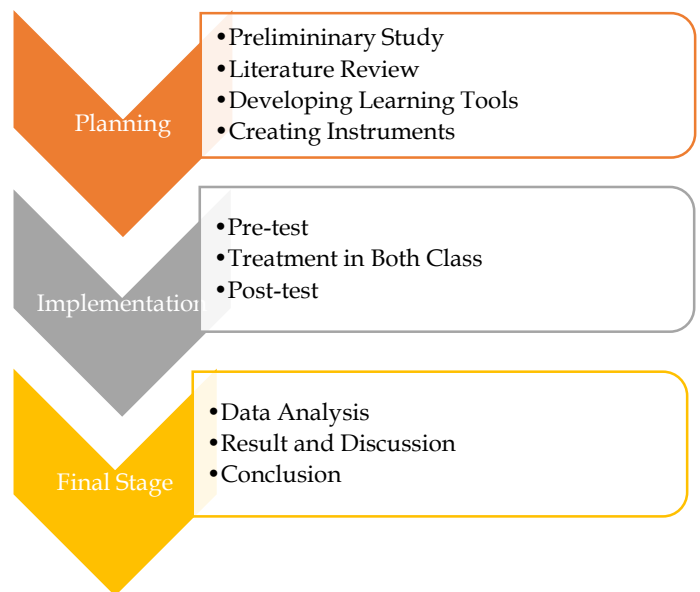 Planning
•Prelimininary Study
•Literature Review
•Developing Learning Tools
•Creating Instruments
Implementation
•Pre-test
•Treatment in Both Class
•Post-test
Final Stage
•Data Analysis
•Result and Discussion
•Conclusion